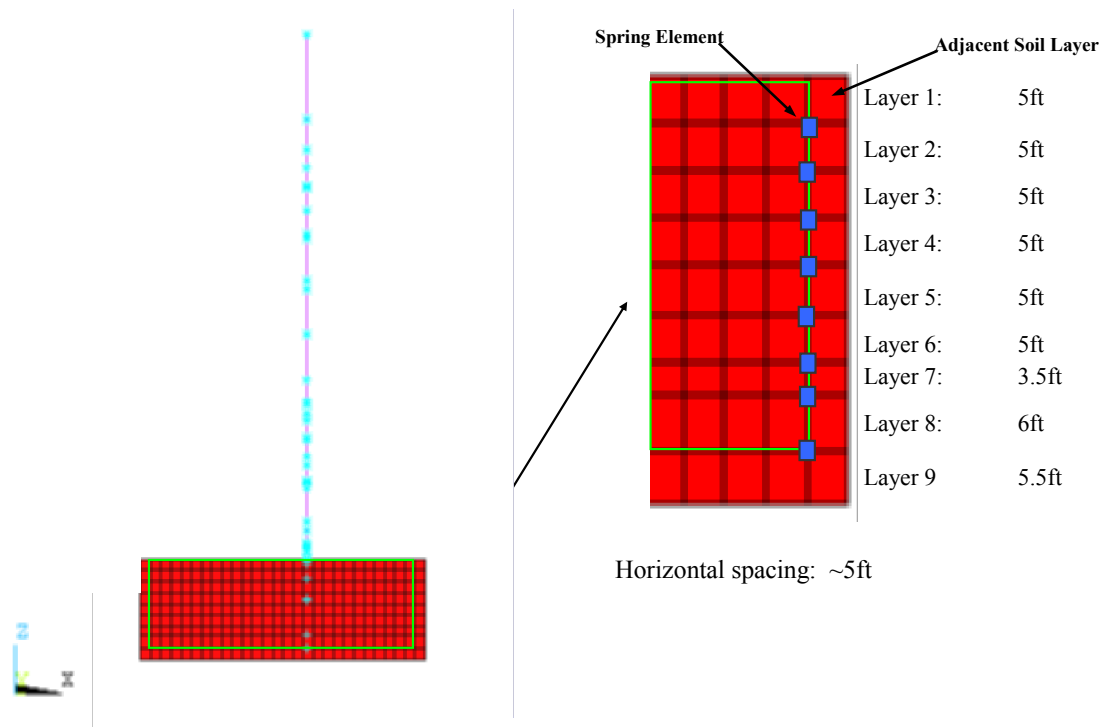 Spring Element
Adjacent Soil Layer
Layer 1: 5ft
Layer 2: 5ft
Layer 3: 5ft
Layer 4: 5ft
Layer 5: 5ft
Layer 6: 5ft
Layer 7: 3.5ft
Layer 8: 6ft
Layer 9 5.5ft
Horizontal spacing: ~5ft
Z
Y
X